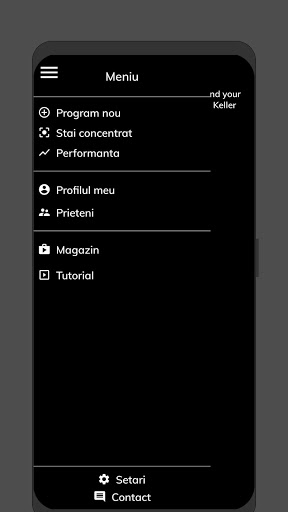 Meniu
nd your
Keller
Program nou
Stai concentrat
Performanta
Profilul meu
Prieteni
Magazin
Tutorial
Setari
Contact